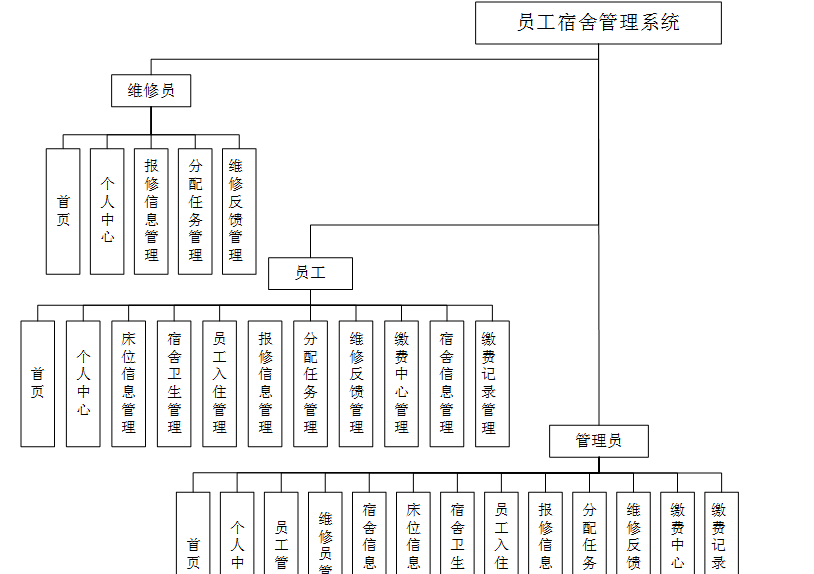 员工宿舍管理系统
维修员
首页
个人中心
报修信息管理
分配任务管理
维修反馈管理
员工
首页
个人中心
床位信息管理
宿舍卫生管理
员工入住管理
报修信息管理
分配任务管理
维修反馈管理
缴费中心管理
宿舍信息管理
缴费记录管理
管理员
首页
个人中
员工管
维修员管
宿舍信息
床位信息
宿舍卫生
员工入住
报修信息
分配任务
维修反馈
缴费中心
缴费记录